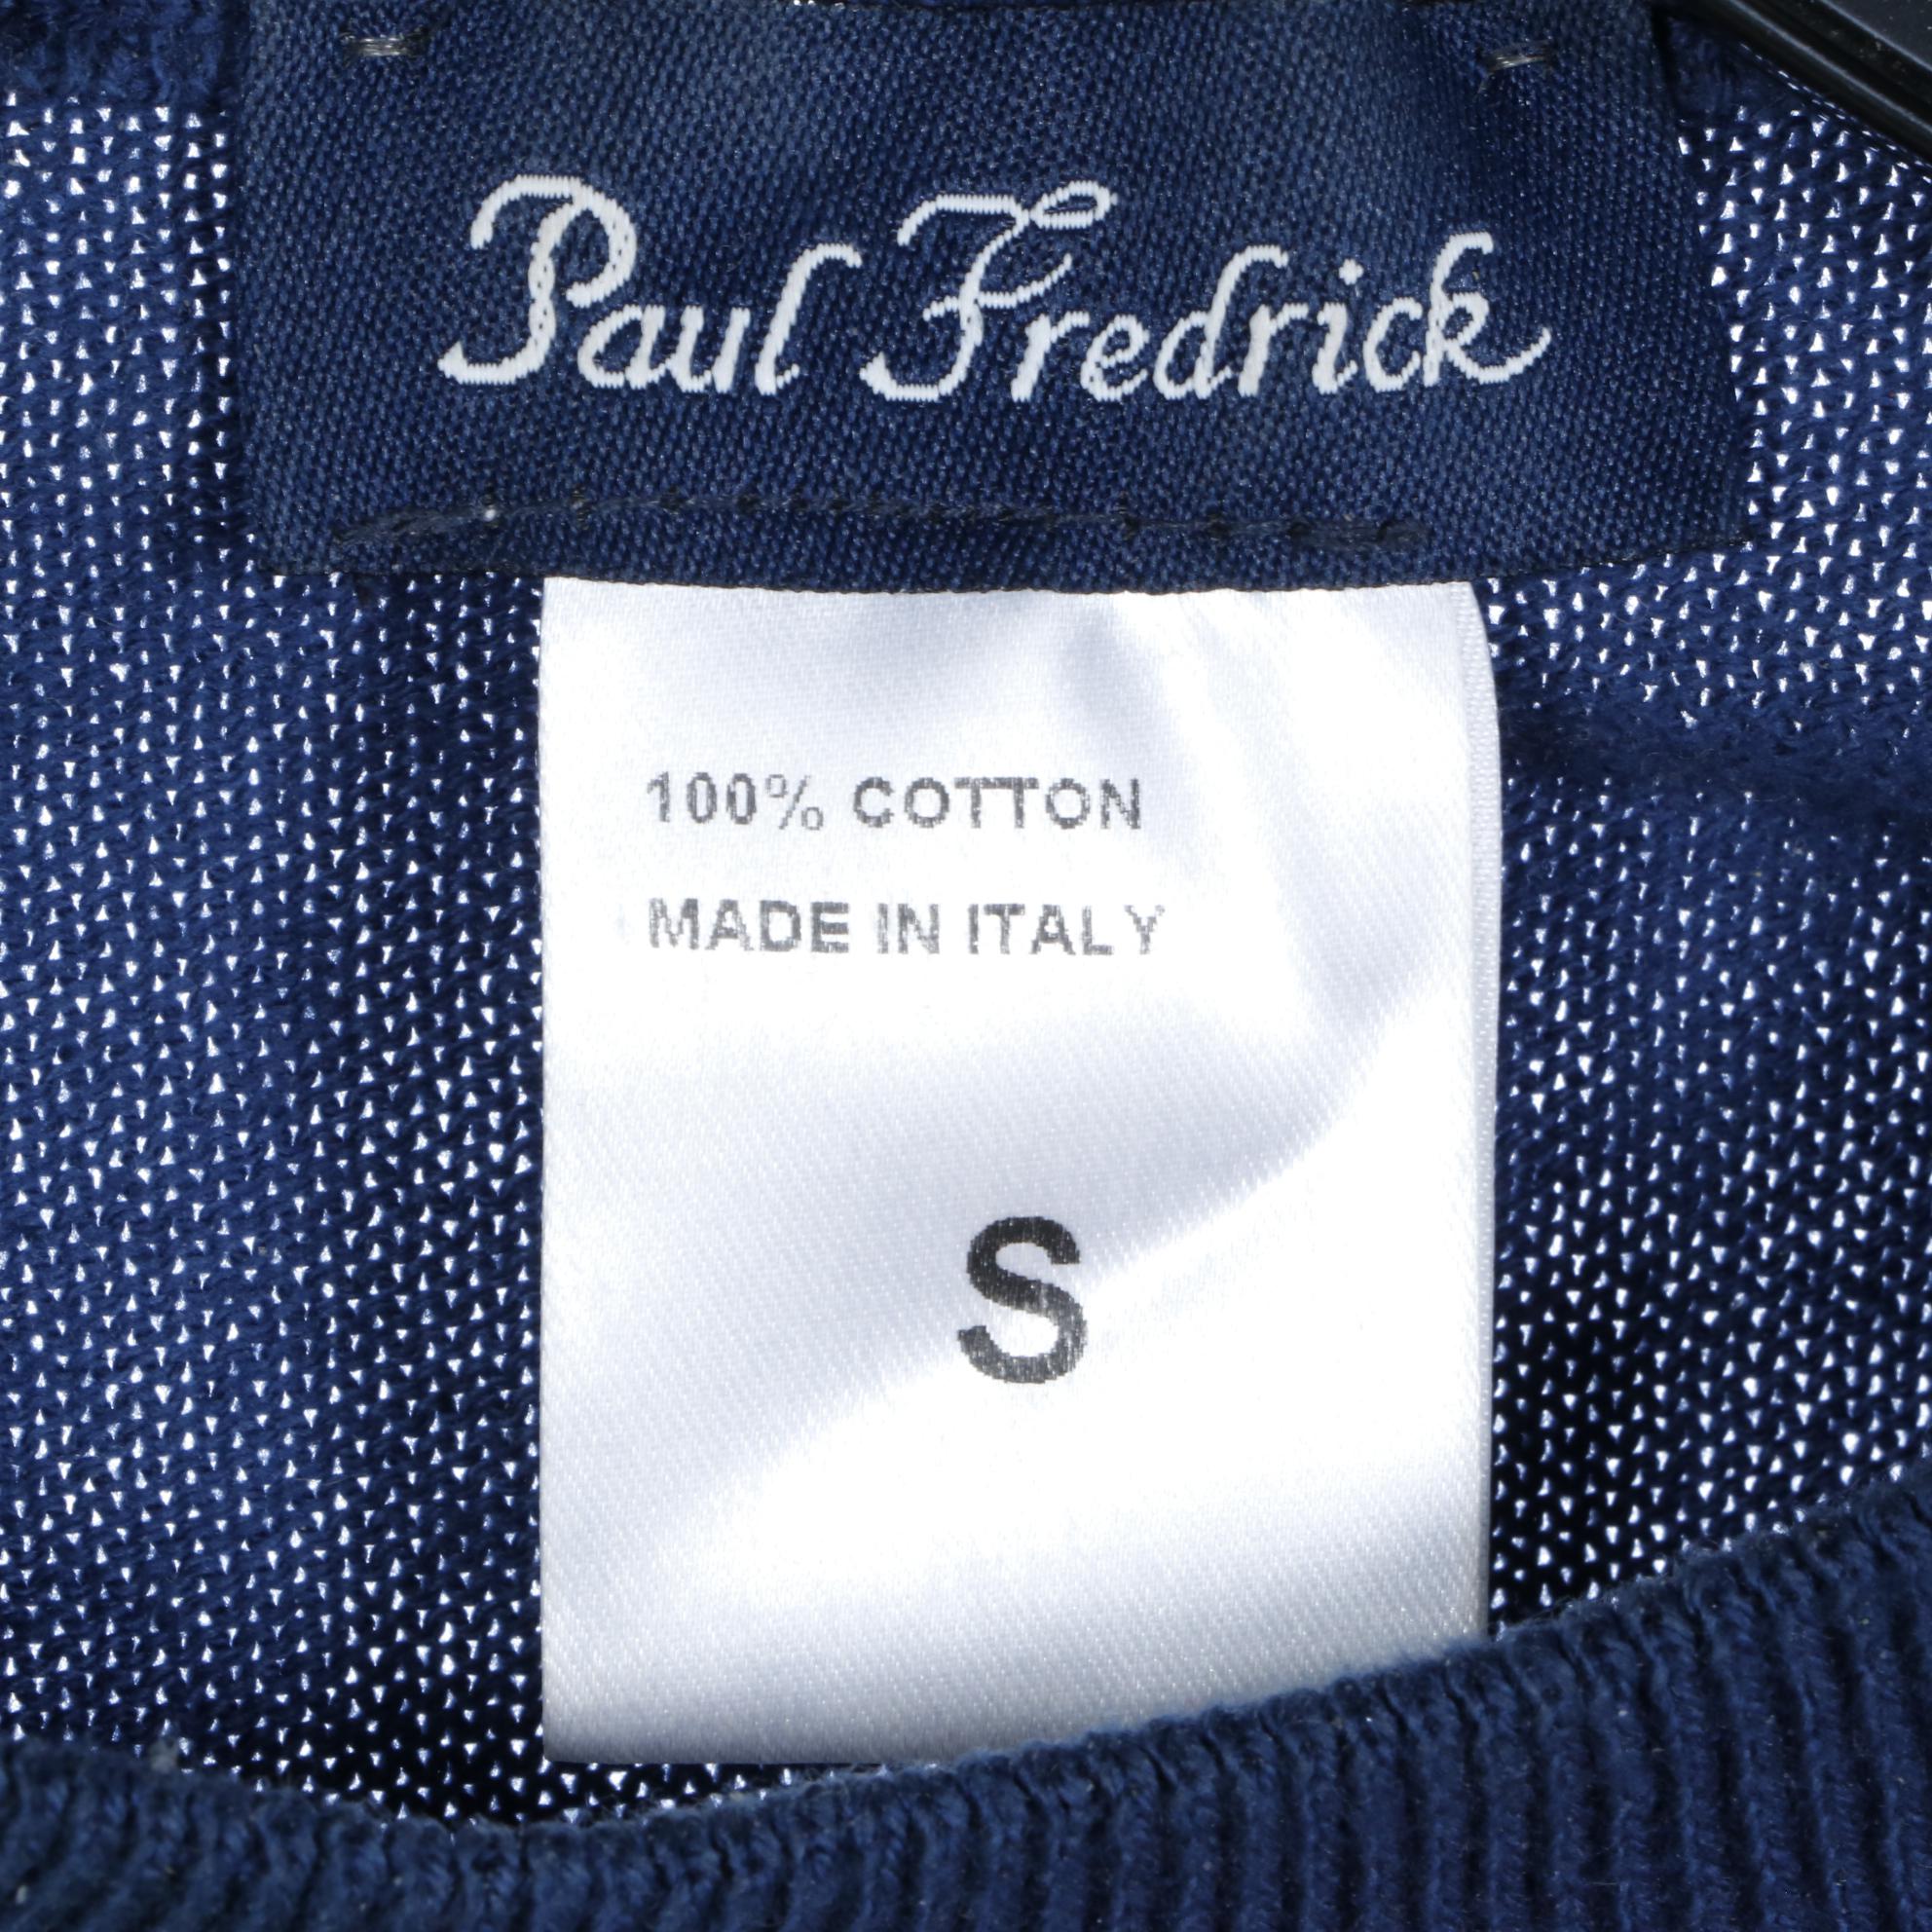 Paul Fredrick
100% COTTON
MADE IN ITALY
S